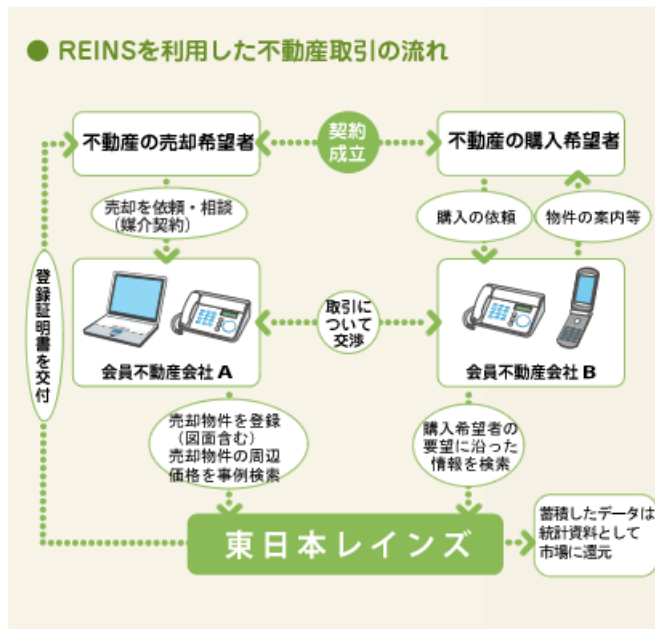 ● REINSを利用した不動産取引の流れ
不動産の売却希望者
契約
成立
不動産の購入希望者
売却を依頼・相談
（媒介契約）
購入の依頼
物件の案内等
登録証明書を交付
取引に
ついて
交渉
会員不動産会社 A
会員不動産会社 B
売却物件を登録
（図面含む）
売却物件の周辺
価格を事例検索
購入希望者の
要望に沿った
情報を検索
東日本レインズ
蓄積したデータは
統計資料として
市場に還元